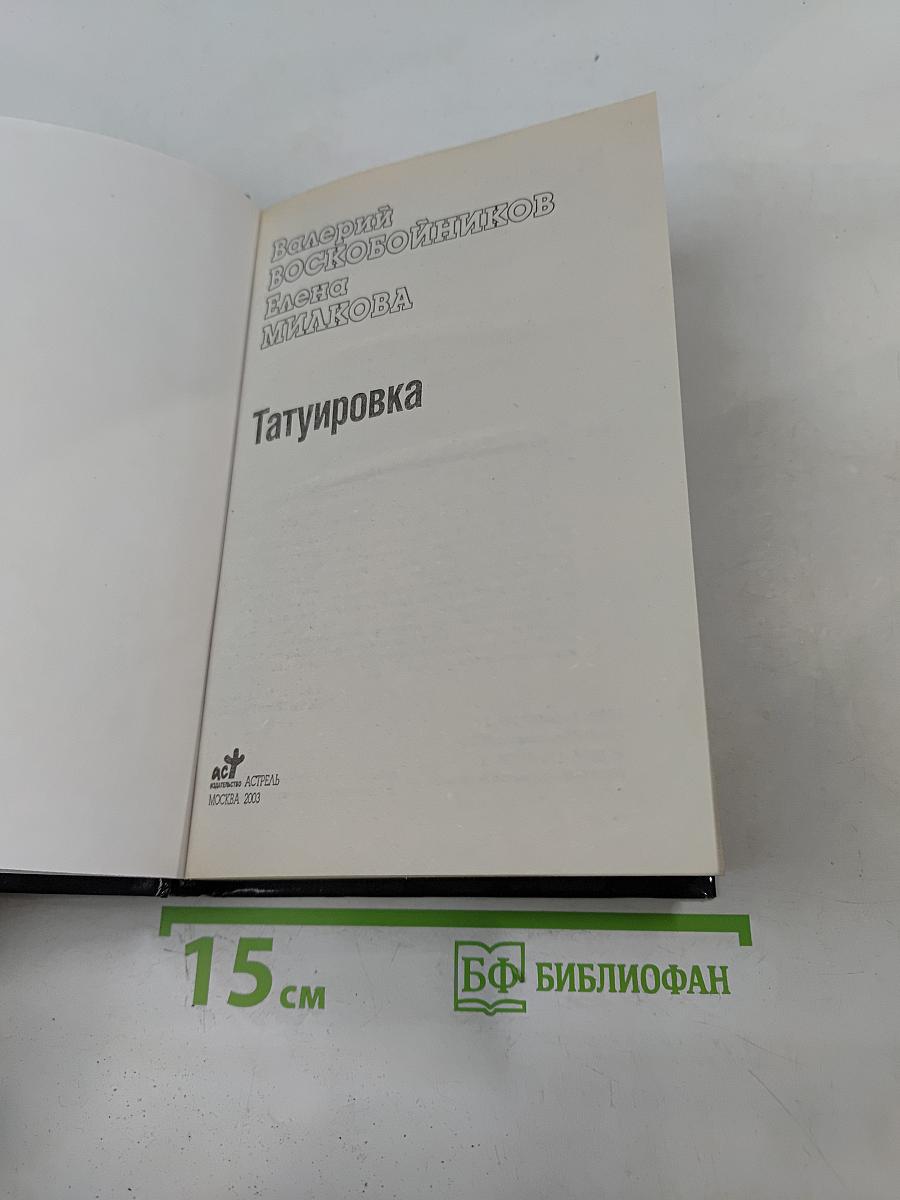 Валерий
ВОСКОБОЙНИКОВ
Елена
МИЛКОВА
Татуировка
аст
ИЗДАТЕЛЬСТВО АСТРЕЛЬ
МОСКВА 2003
15 см
БФ БИБЛИОФАН